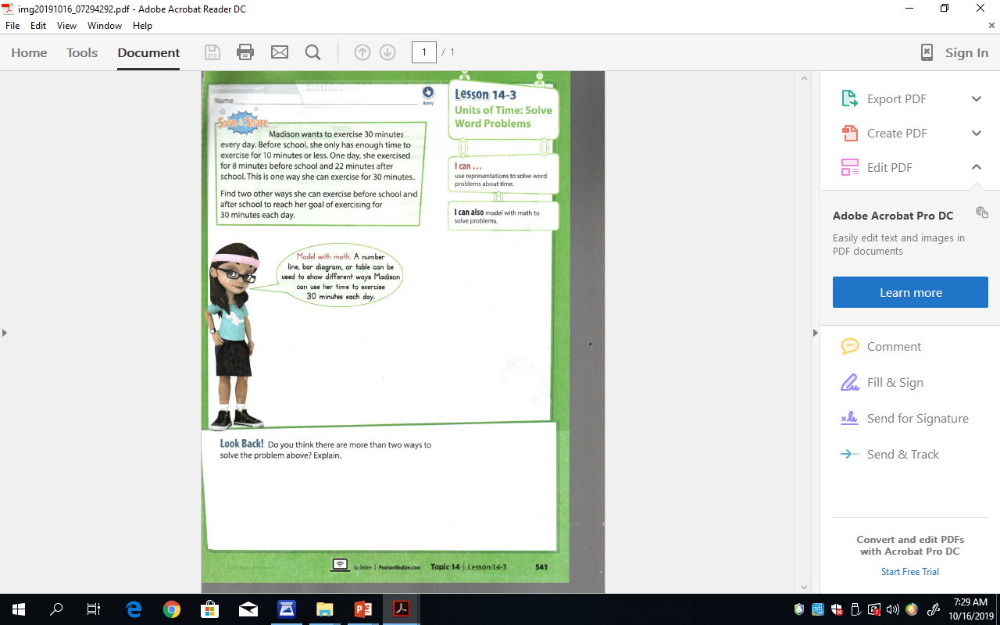 img20191016_07294292.pdf - Adobe Acrobat Reader DC
File Edit View Window Help
Home Tools Document 1 / 1 Sign In
Name
Activity
Solve & Share
Madison wants to exercise 30 minutes
every day. Before school, she only has enough time to
exercise for 10 minutes or less. One day, she exercised
for 8 minutes before school and 22 minutes after
school. This is one way she can exercise for 30 minutes.
Find two other ways she can exercise before school and
after school to reach her goal of exercising for
30 minutes each day.
Lesson 14-3
Units of Time: Solve
Word Problems
I can ...
use representations to solve word
problems about time.
I can also model with math to
solve problems.
Model with math. A number
line, bar diagram, or table can be
used to show different ways Madison
can use her time to exercise
30 minutes each day.
Look Back! Do you think there are more than two ways to
solve the problem above? Explain.
Go Online | PearsonRealize.com Topic 14 | Lesson 14-3 541
Export PDF
Create PDF
Edit PDF
Adobe Acrobat Pro DC
Easily edit text and images in
PDF documents
Learn more
Comment
Fill & Sign
Send for Signature
Send & Track
Convert and edit PDFs
with Acrobat Pro DC
Start Free Trial
7:29 AM
10/16/2019